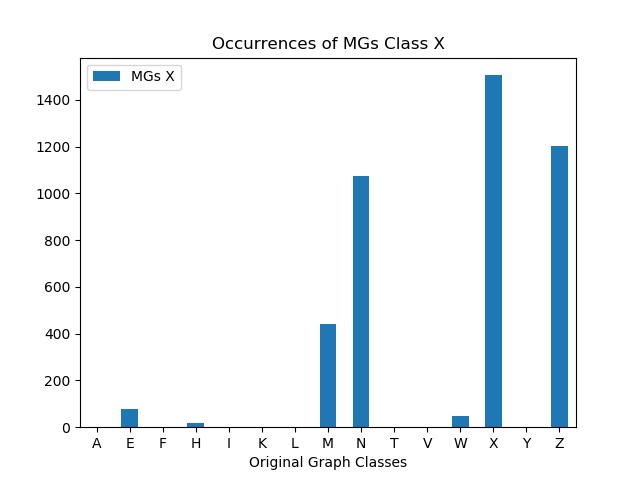 Occurrences of MGs Class X
MGs X
1400
1200
1000
800
600
400
200
0
A E F H I K L M N T V W X Y Z
Original Graph Classes